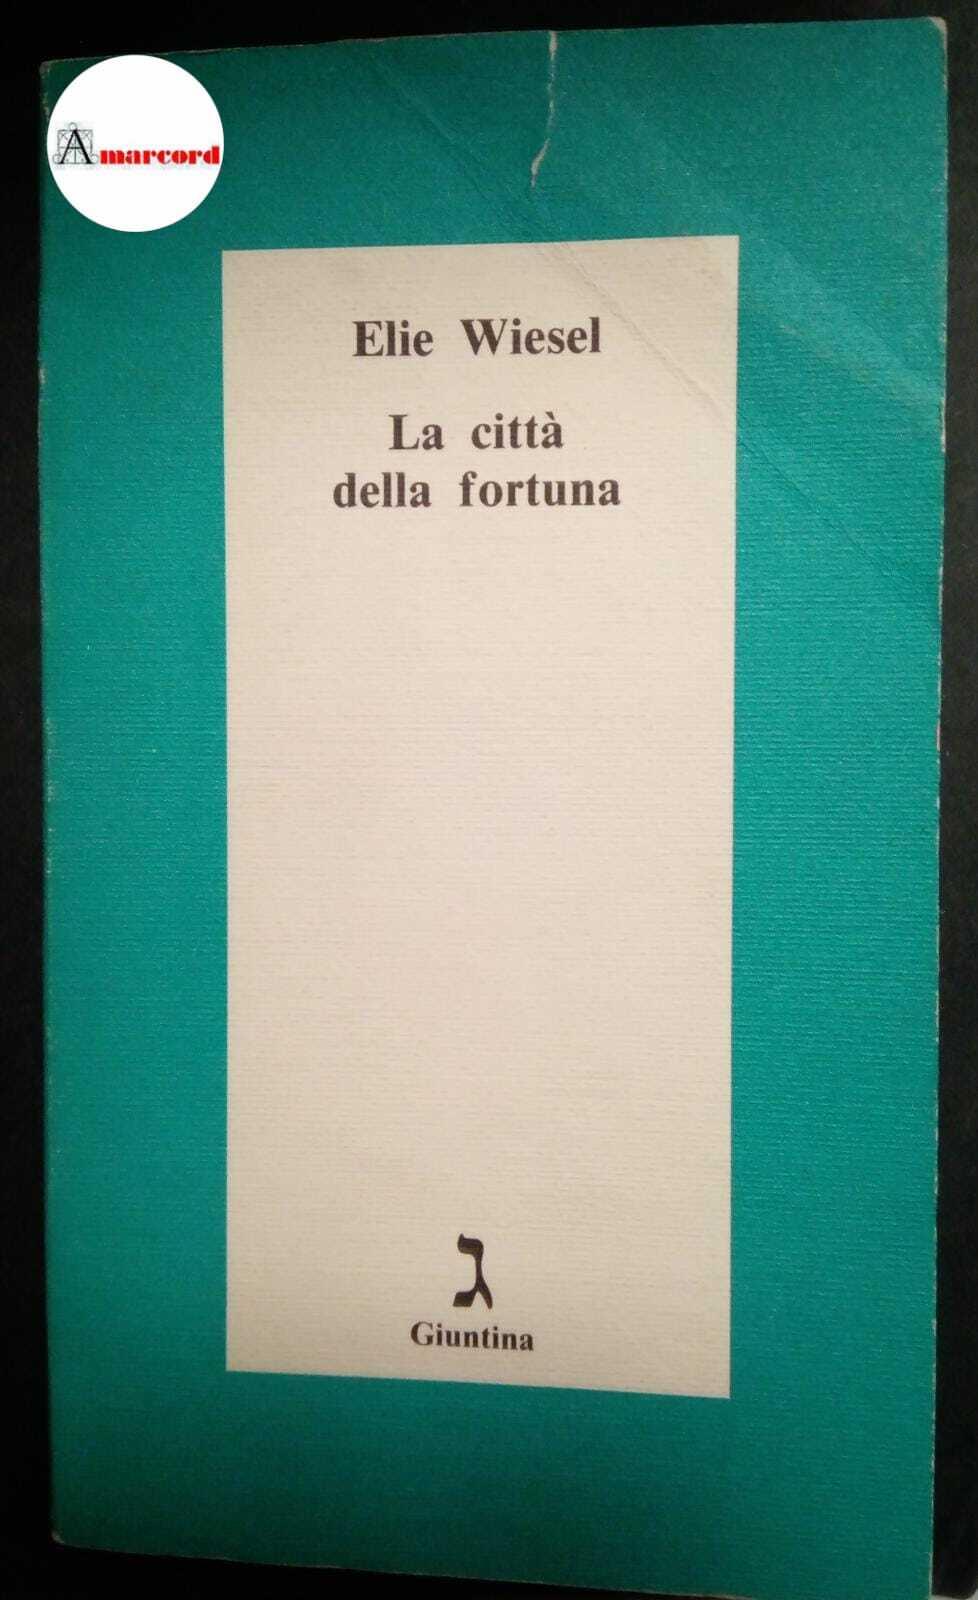 Amarcord
Elie Wiesel
La città
della fortuna
ג
Giuntina